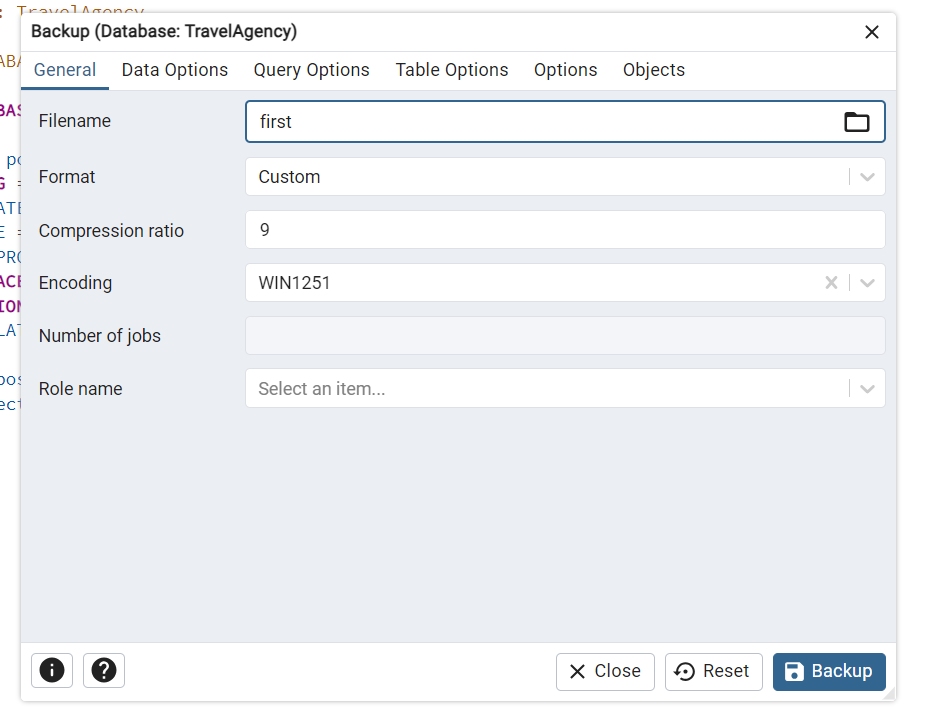 : TravelAgency
Backup (Database: TravelAgency)
General Data Options Query Options Table Options Options Objects
Filename first
Format Custom
Compression ratio 9
Encoding WIN1251
Number of jobs
Role name Select an item...
Close Reset Backup